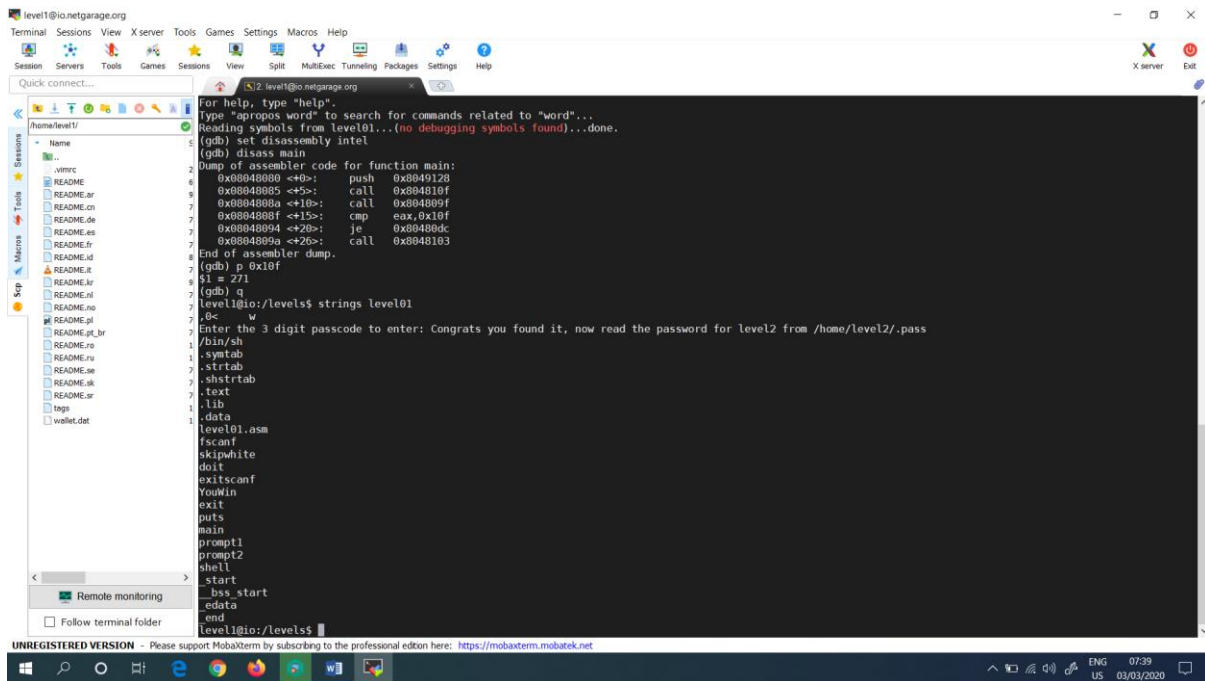 level1@io.netgarage.org
Terminal Sessions View X server Tools Games Settings Macros Help
Session Servers Tools Games Sessions View Split MultiExec Tunneling Packages Settings Help X server Exit
Quick connect...
2. level1@io.netgarage.org
/home/level1/
Name
..
.vimrc
README
README.ar
README.cn
README.de
README.es
README.fr
README.id
README.it
README.kr
README.nl
README.no
README.pl
README.pt_br
README.ro
README.ru
README.se
README.sk
README.sr
tags
wallet.dat
Sessions
Tools
Macros
Scp
Remote monitoring
Follow terminal folder
For help, type "help".
Type "apropos word" to search for commands related to "word"...
Reading symbols from level01...(no debugging symbols found)...done.
(gdb) set disassembly intel
(gdb) disass main
Dump of assembler code for function main:
0x08048080 <+0>: push 0x8049128
0x08048085 <+5>: call 0x804810f
0x0804808a <+10>: call 0x804809f
0x0804808f <+15>: cmp eax,0x10f
0x08048094 <+20>: je 0x80480dc
0x0804809a <+26>: call 0x8048103
End of assembler dump.
(gdb) p 0x10f
$1 = 271
(gdb) q
level1@io:/levels$ strings level01
,0< w
Enter the 3 digit passcode to enter: Congrats you found it, now read the password for level2 from /home/level2/.pass
/bin/sh
.symtab
.strtab
.shstrtab
.text
.lib
.data
level01.asm
fscanf
skipwhite
doit
exitscanf
YouWin
exit
puts
main
prompt1
prompt2
shell
_start
__bss_start
_edata
_end
level1@io:/levels$
UNREGISTERED VERSION - Please support MobaXterm by subscribing to the professional edition here: https://mobaxterm.mobatek.net
ENG 07:39
US 03/03/2020